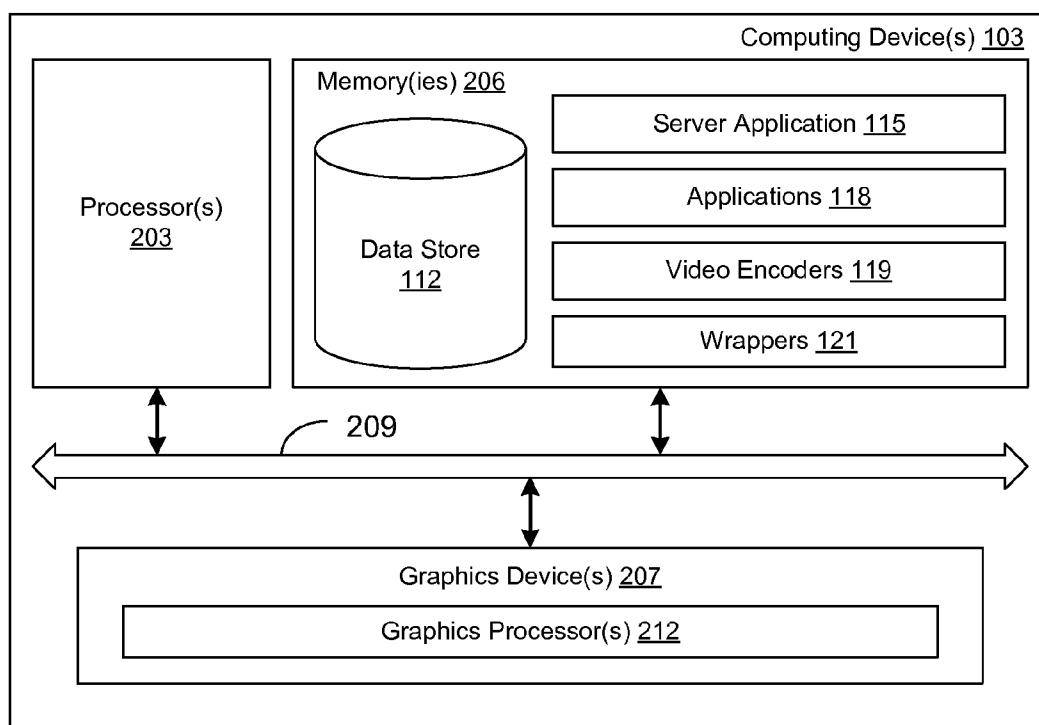 Computing Device(s) 103
Processor(s)
203
Memory(ies) 206
Data Store
112
Server Application 115
Applications 118
Video Encoders 119
Wrappers 121
209
Graphics Device(s) 207
Graphics Processor(s) 212